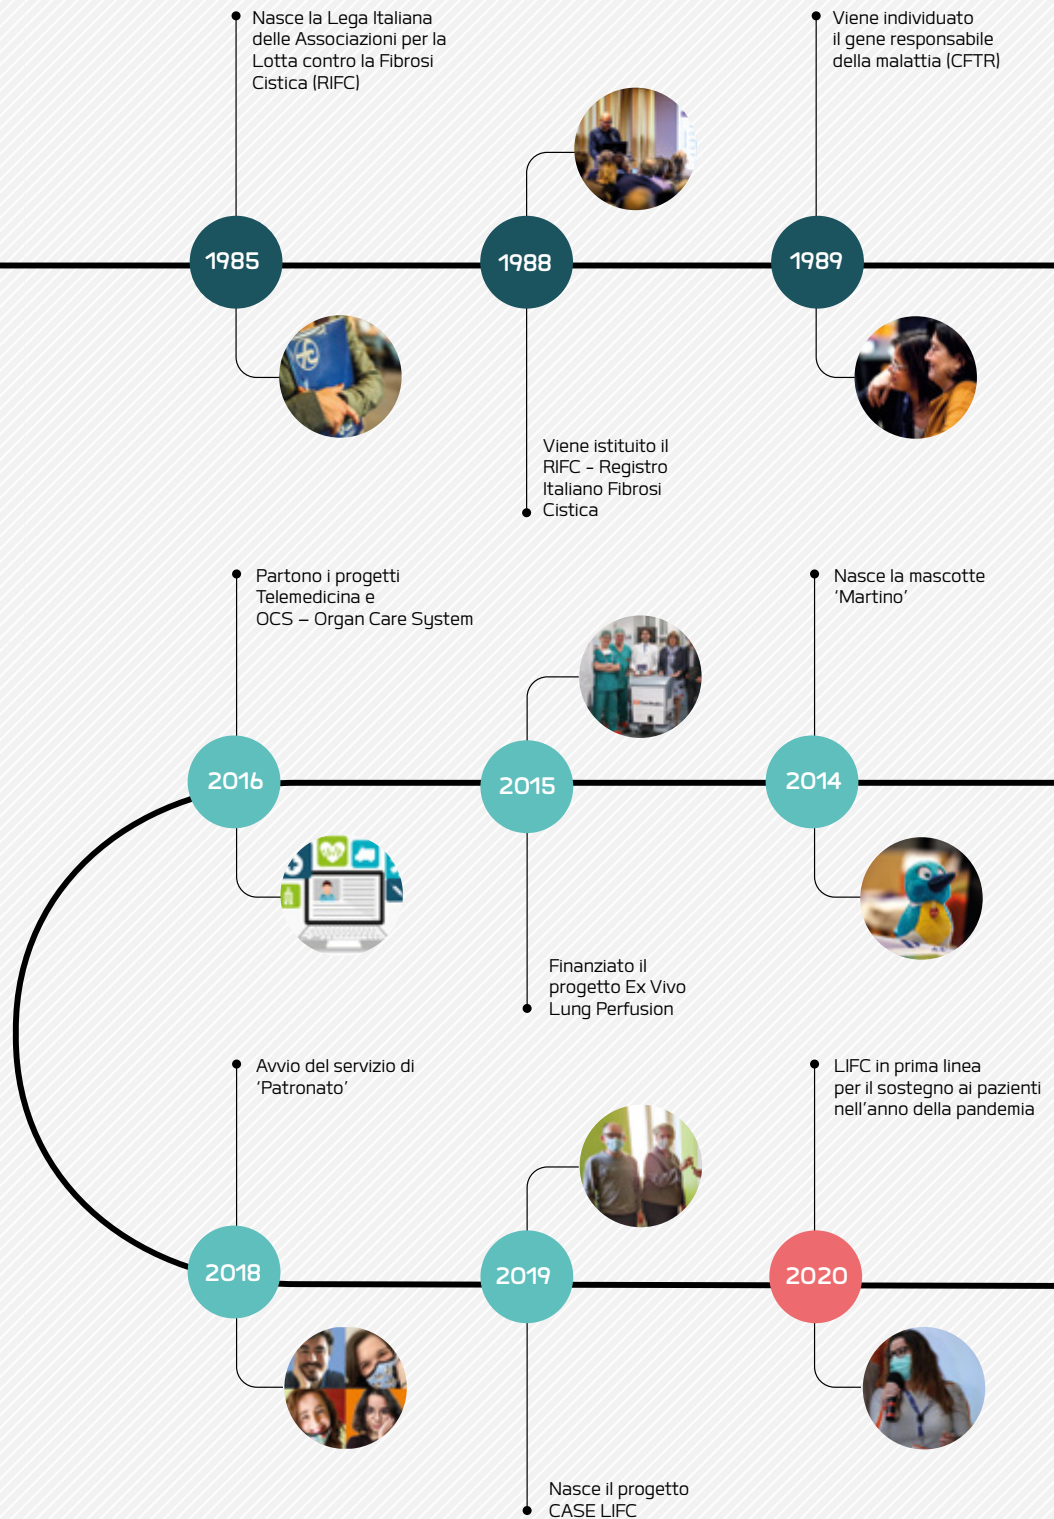 Nasce la Lega Italiana
delle Associazioni per la
Lotta contro la Fibrosi
Cistica (RIFC)
1985
1988
Viene istituito il
RIFC - Registro
Italiano Fibrosi
Cistica
Viene individuato
il gene responsabile
della malattia (CFTR)
1989
Partono i progetti
Telemedicina e
OCS – Organ Care System
2016
2015
Finanziato il
progetto Ex Vivo
Lung Perfusion
Nasce la mascotte
'Martino'
2014
Avvio del servizio di
'Patronato'
2018
2019
Nasce il progetto
CASE LIFC
LIFC in prima linea
per il sostegno ai pazienti
nell'anno della pandemia
2020